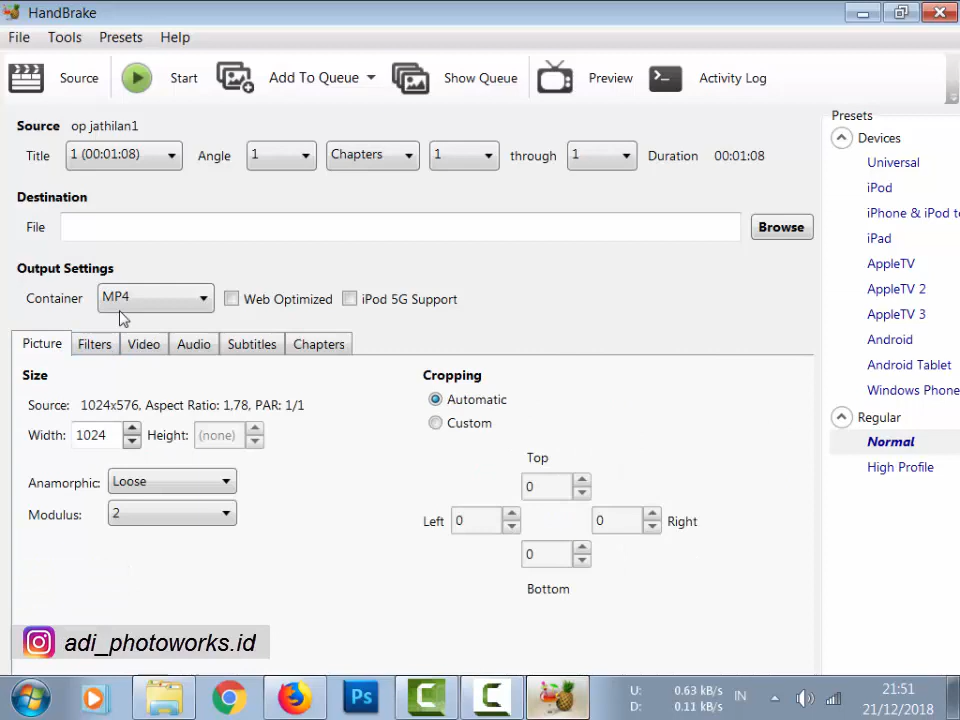 HandBrake
File Tools Presets Help
Source Start Add To Queue Show Queue Preview Activity Log
Source op jathilan1
Title 1 (00:01:08) Angle 1 Chapters 1 through 1 Duration 00:01:08
Destination
File Browse
Output Settings
Container MP4 Web Optimized iPod 5G Support
Picture Filters Video Audio Subtitles Chapters
Size
Source: 1024x576, Aspect Ratio: 1,78, PAR: 1/1
Width: 1024 Height: (none)
Anamorphic: Loose
Modulus: 2
Cropping
Automatic
Custom
Top
0
Left 0 0 Right
0
Bottom
Presets
Devices
Universal
iPod
iPhone & iPod to
iPad
AppleTV
AppleTV 2
AppleTV 3
Android
Android Tablet
Windows Phone
Regular
Normal
High Profile
adi_photoworks.id
Ps
U: 0.63 kB/s
D: 0.11 kB/s
IN
21:51
21/12/2018